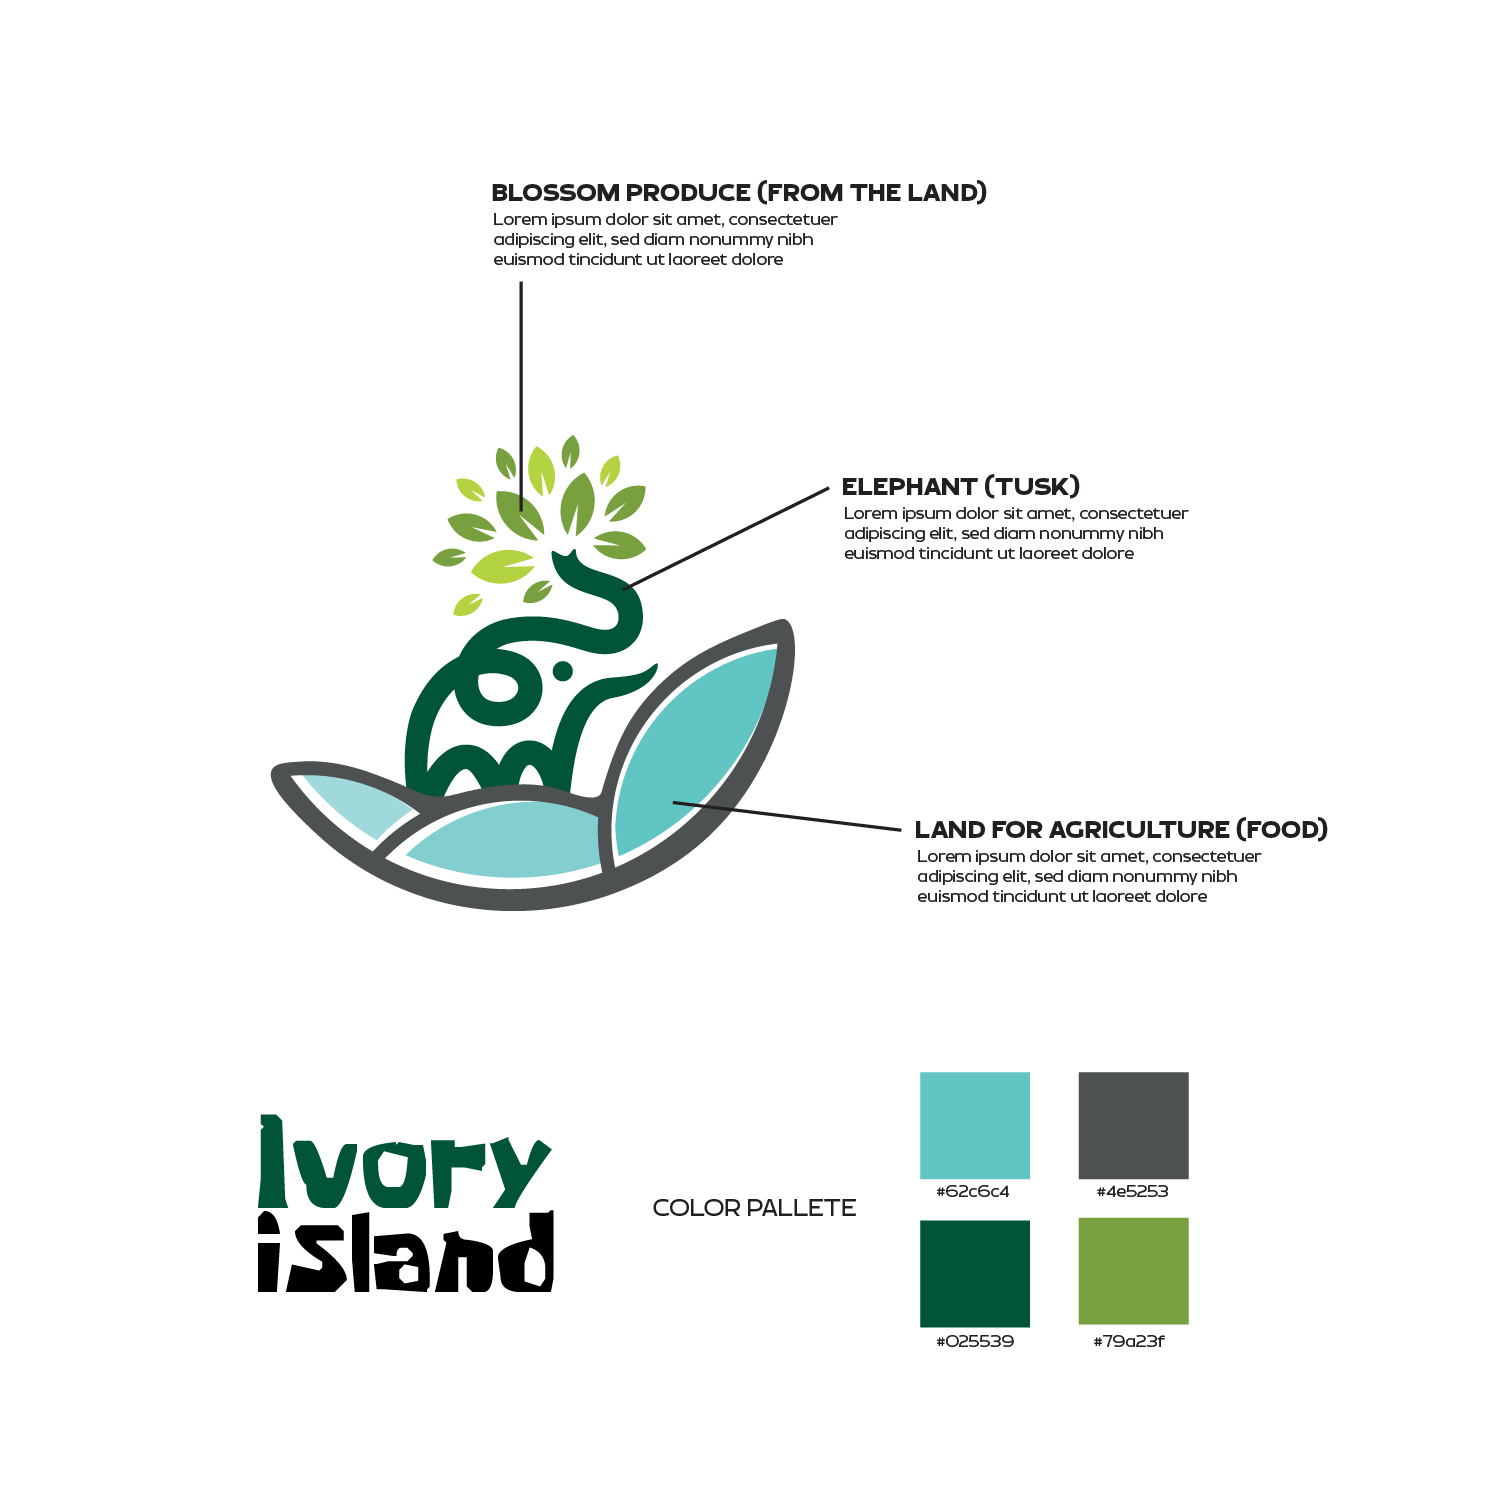 BLOSSOM PRODUCE (FROM THE LAND)
Lorem ipsum dolor sit amet, consectetuer
adipiscing elit, sed diam nonummy nibh
euismod tincidunt ut laoreet dolore
ELEPHANT (TUSK)
Lorem ipsum dolor sit amet, consectetuer
adipiscing elit, sed diam nonummy nibh
euismod tincidunt ut laoreet dolore
LAND FOR AGRICULTURE (FOOD)
Lorem ipsum dolor sit amet, consectetuer
adipiscing elit, sed diam nonummy nibh
euismod tincidunt ut laoreet dolore
Ivory
island
COLOR PALLETE
#62c6c4
#4e5253
#025539
#79a23f